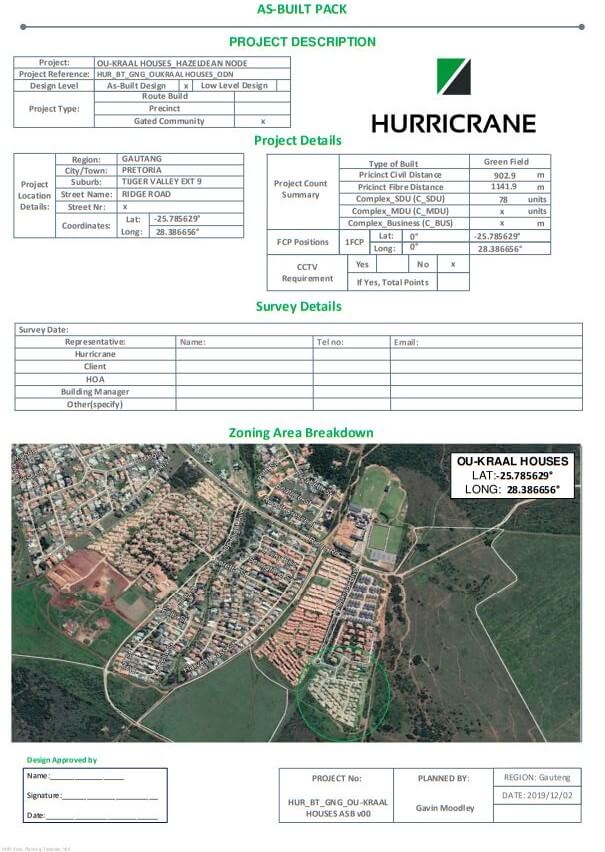 AS-BUILT PACK
PROJECT DESCRIPTION
Project: OU-KRAAL HOUSES_HAZELDEAN NODE
Project Reference: HUR_BT_GNG_OUKRAAL HOUSES_ODN
Design Level As-Built Design x Low Level Design
Project Type: Route Build
Precinct
Gated Community x
HURRICRANE
Project Details
Project Location Details:
Region: GAUTANG
City/Town: PRETORIA
Suburb: TIJGER VALLEY EXT 9
Street Name: RIDGE ROAD
Street Nr: x
Coordinates: Lat: -25.785629°
Long: 28.386656°
Project Count Summary
Type of Built Green Field
Pricinct Civil Distance 902.9 m
Pricinct Fibre Distance 1141.9 m
Complex_SDU (C_SDU) 78 units
Complex_MDU (C_MDU) x units
Complex_Business (C_BUS) x m
FCP Positions 1FCP Lat: 0° -25.785629°
Long: 0° 28.386656°
CCTV Requirement Yes No x
If Yes, Total Points
Survey Details
Survey Date:
Representative: Name: Tel no: Email:
Hurricrane
Client
HOA
Building Manager
Other(specify)
Zoning Area Breakdown
OU-KRAAL HOUSES
LAT:-25.785629°
LONG: 28.386656°
Design Approved by
Name:
Signature:
Date:
PROJECT No:
HUR_BT_GNG_OU-KRAAL
HOUSES ASB v00
PLANNED BY:
Gavin Moodley
REGION: Gauteng
DATE: 2019/12/02